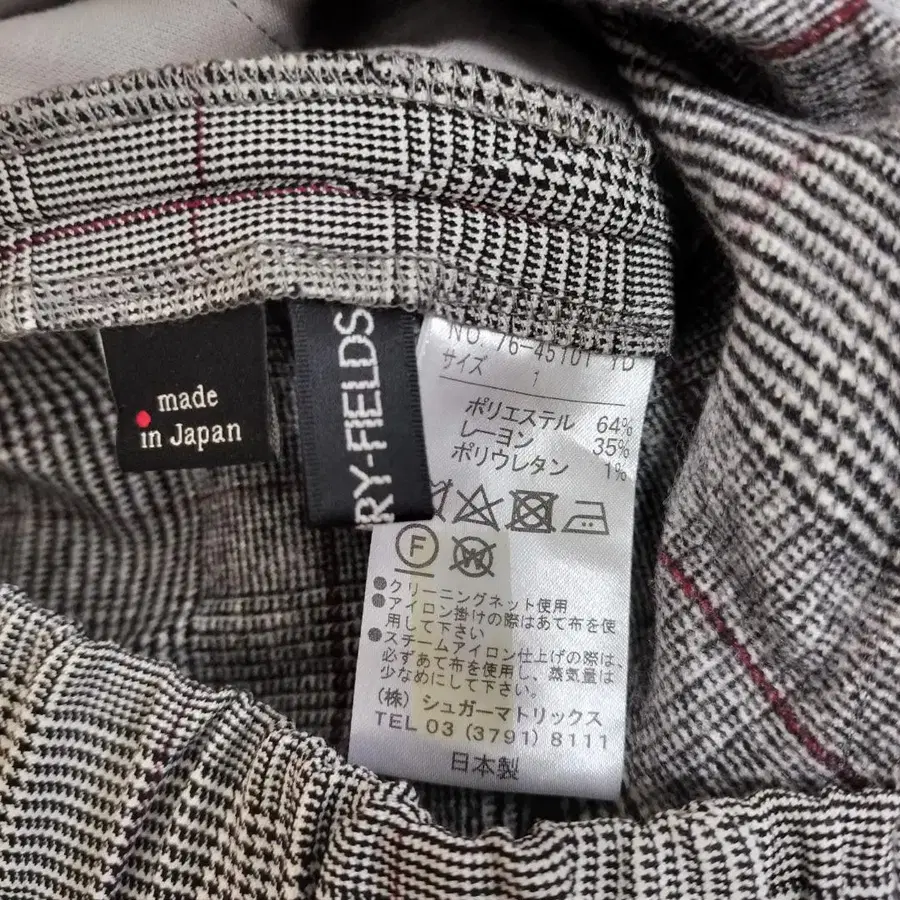 made
in Japan
RY-FIELDS
NO 76-45101 YD
サイズ 1
ポリエステル 64%
レーヨン 35%
ポリウレタン 1%
F
W
●クリーニングネット使用
●アイロン掛けの際はあて布を使
用して下さい
●スチームアイロン仕上げの際は、
必ずあて布を使用し、蒸気量は
少なめにして下さい。
(株) シュガーマトリックス
TEL 03 (3791) 8111
日本製